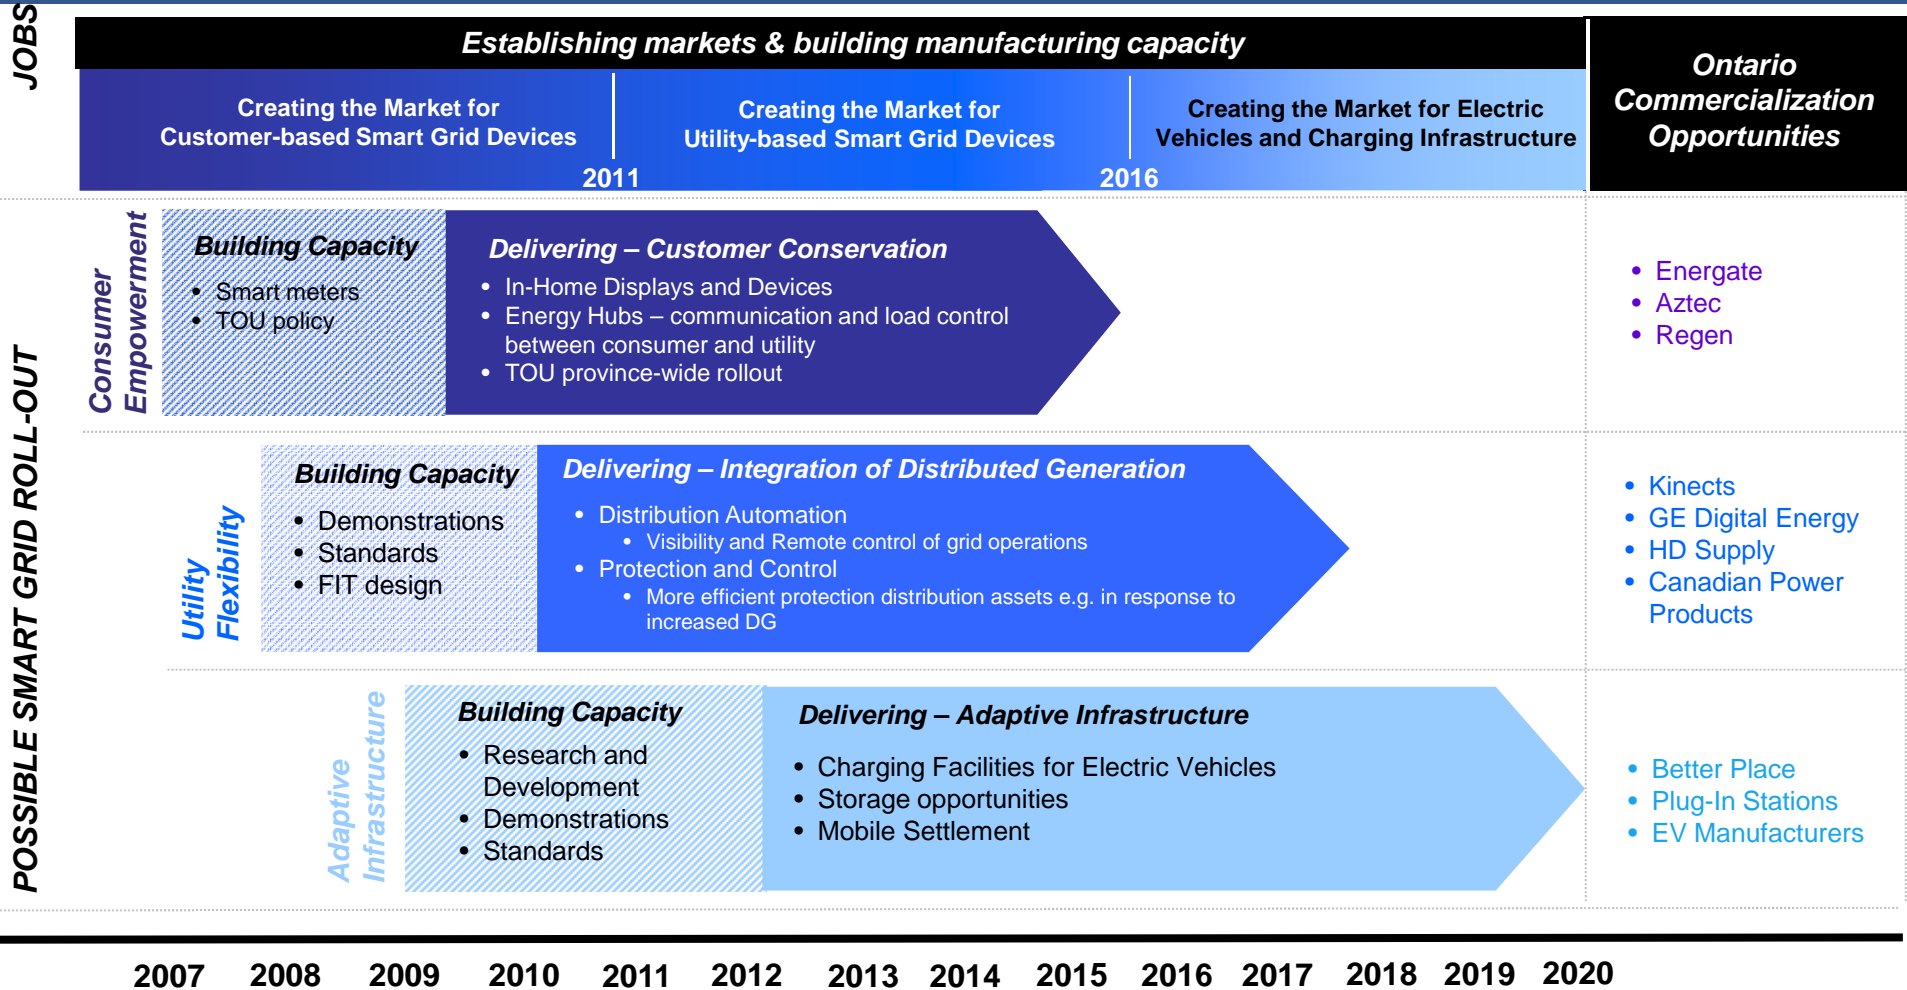 JOBS
Establishing markets & building manufacturing capacity
Creating the Market for
Customer-based Smart Grid Devices
2011
Creating the Market for
Utility-based Smart Grid Devices
2016
Creating the Market for Electric
Vehicles and Charging Infrastructure
Ontario
Commercialization
Opportunities
POSSIBLE SMART GRID ROLL-OUT
Consumer
Empowerment
Building Capacity
• Smart meters
• TOU policy
Delivering – Customer Conservation
• In-Home Displays and Devices
• Energy Hubs – communication and load control
between consumer and utility
• TOU province-wide rollout
• Energate
• Aztec
• Regen
Utility
Flexibility
Building Capacity
• Demonstrations
• Standards
• FIT design
Delivering – Integration of Distributed Generation
• Distribution Automation
• Visibility and Remote control of grid operations
• Protection and Control
• More efficient protection distribution assets e.g. in response to
increased DG
• Kinects
• GE Digital Energy
• HD Supply
• Canadian Power
Products
Adaptive
Infrastructure
Building Capacity
• Research and
Development
• Demonstrations
• Standards
Delivering – Adaptive Infrastructure
• Charging Facilities for Electric Vehicles
• Storage opportunities
• Mobile Settlement
• Better Place
• Plug-In Stations
• EV Manufacturers
2007 2008 2009 2010 2011 2012 2013 2014 2015 2016 2017 2018 2019 2020